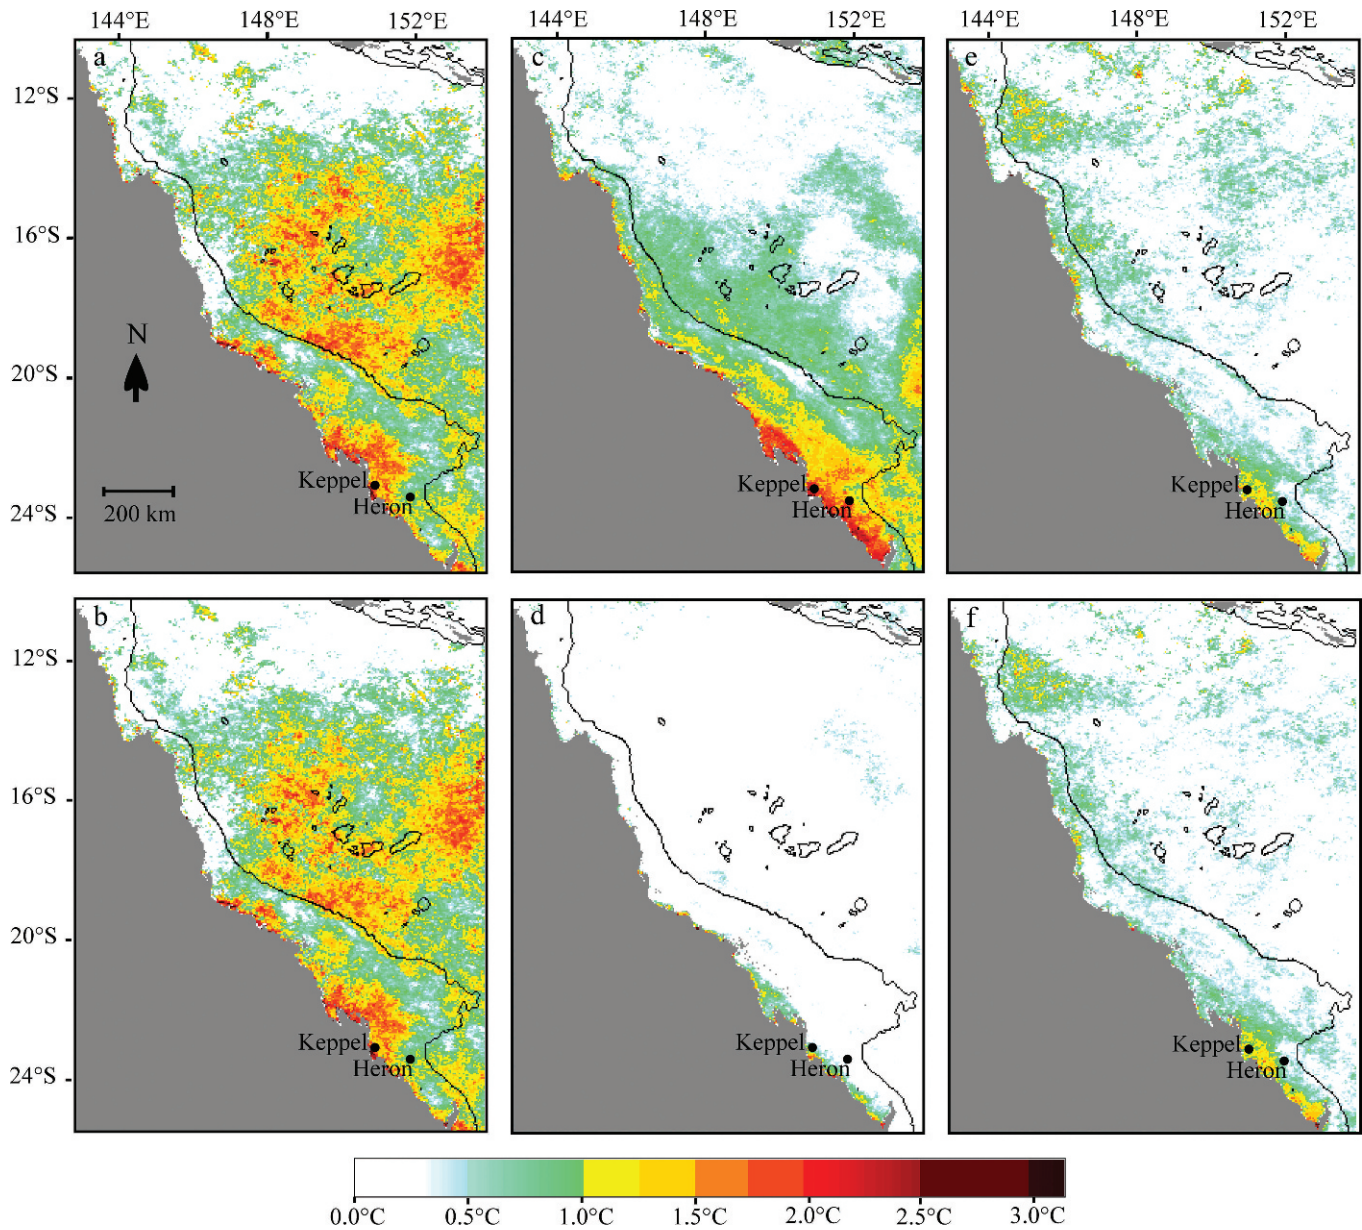 144°E 148°E 152°E 144°E 148°E 152°E 144°E 148°E 152°E
a c e
12°S
16°S
N
20°S
200 km
24°S
Keppel Keppel Keppel
Heron Heron Heron
b d f
12°S
16°S
20°S
24°S
Keppel Keppel Keppel
Heron Heron Heron
0.0°C 0.5°C 1.0°C 1.5°C 2.0°C 2.5°C 3.0°C